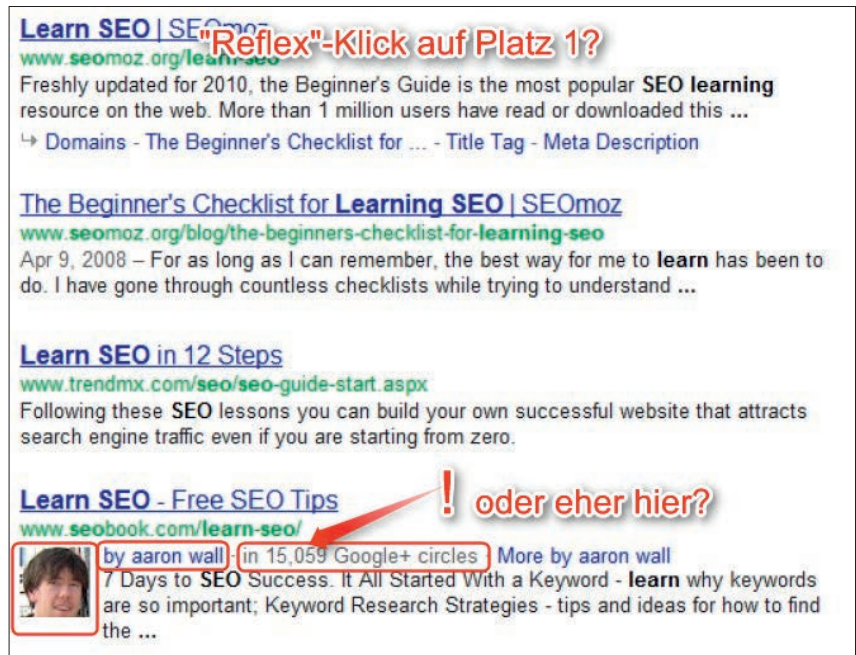 Learn SEO | SEOmoz
"Reflex"-Klick auf Platz 1?
www.seomoz.org/learn-seo
Freshly updated for 2010, the Beginner's Guide is the most popular SEO learning
resource on the web. More than 1 million users have read or downloaded this ...
↳ Domains - The Beginner's Checklist for ... - Title Tag - Meta Description
The Beginner's Checklist for Learning SEO | SEOmoz
www.seomoz.org/blog/the-beginners-checklist-for-learning-seo
Apr 9, 2008 – For as long as I can remember, the best way for me to learn has been to
do. I have gone through countless checklists while trying to understand ...
Learn SEO in 12 Steps
www.trendmx.com/seo/seo-guide-start.aspx
Following these SEO lessons you can build your own successful website that attracts
search engine traffic even if you are starting from zero.
Learn SEO - Free SEO Tips
! oder eher hier?
www.seobook.com/learn-seo/
by aaron wall - in 15,059 Google+ circles - More by aaron wall
7 Days to SEO Success. It All Started With a Keyword - learn why keywords
are so important; Keyword Research Strategies - tips and ideas for how to find
the ...